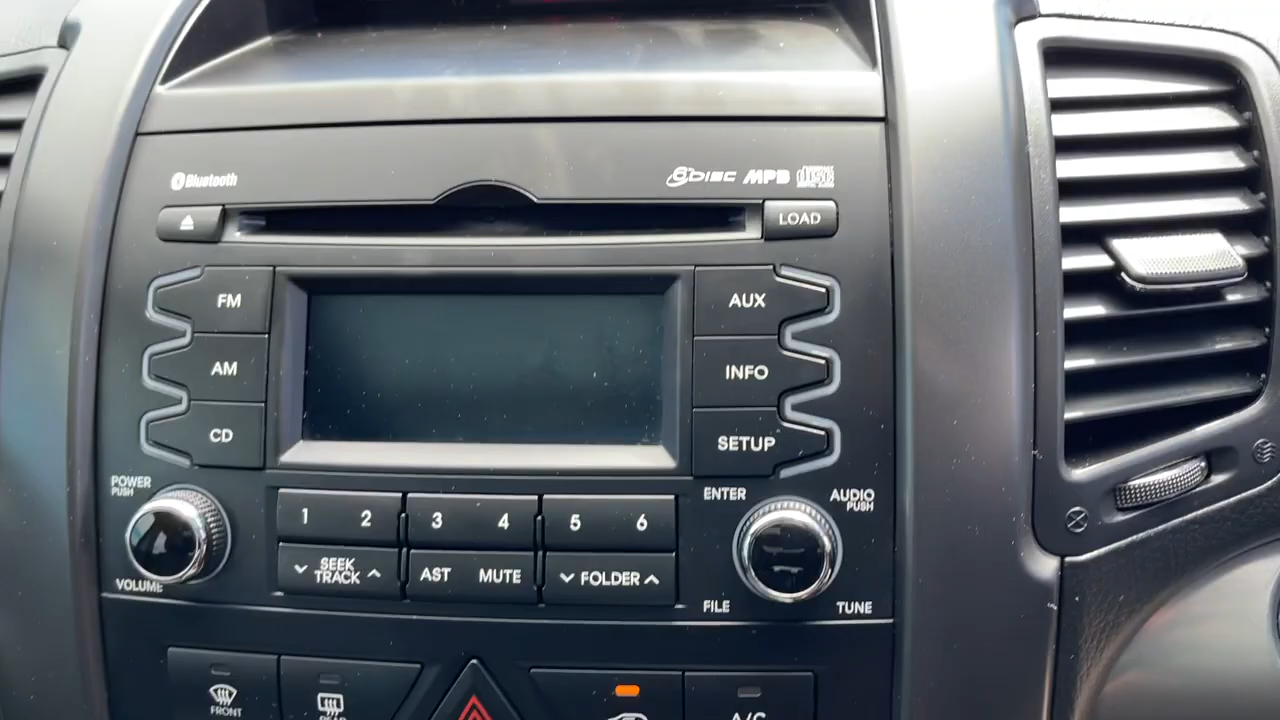 Bluetooth
6DISC MP3
LOAD
FM
AUX
AM
INFO
CD
SETUP
POWER
PUSH
ENTER
AUDIO
PUSH
1 2 3 4 5 6
SEEK
TRACK
AST MUTE
FOLDER
VOLUME
FILE
TUNE
FRONT
REAR
A/C